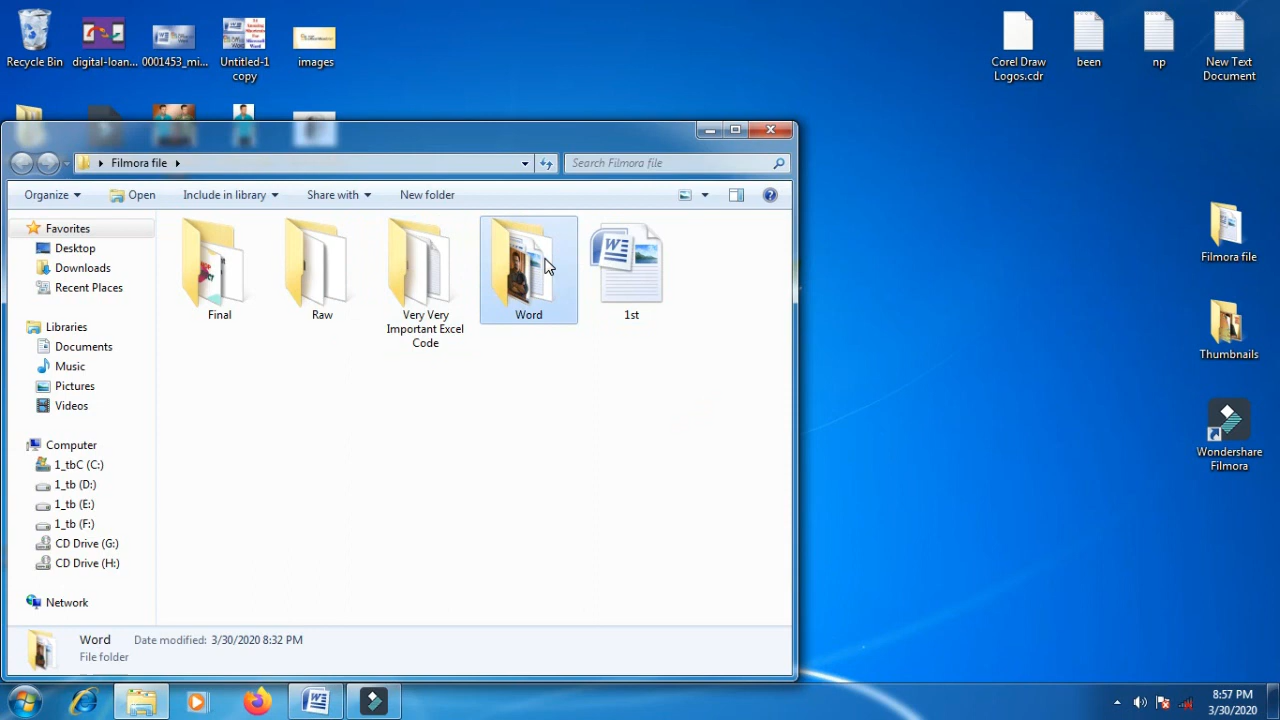 Recycle Bin
digital-loan...
0001453_mi...
Untitled-1
copy
images
Corel Draw
Logos.cdr
been
np
New Text
Document
Filmora file
Search Filmora file
Organize
Open
Include in library
Share with
New folder
Favorites
Desktop
Downloads
Recent Places
Libraries
Documents
Music
Pictures
Videos
Computer
1_tbC (C:)
1_tb (D:)
1_tb (E:)
1_tb (F:)
CD Drive (G:)
CD Drive (H:)
Network
Final
Raw
Very Very
Important Excel
Code
Word
1st
Word
Date modified: 3/30/2020 8:32 PM
File folder
Filmora file
Thumbnails
Wondershare
Filmora
8:57 PM
3/30/2020